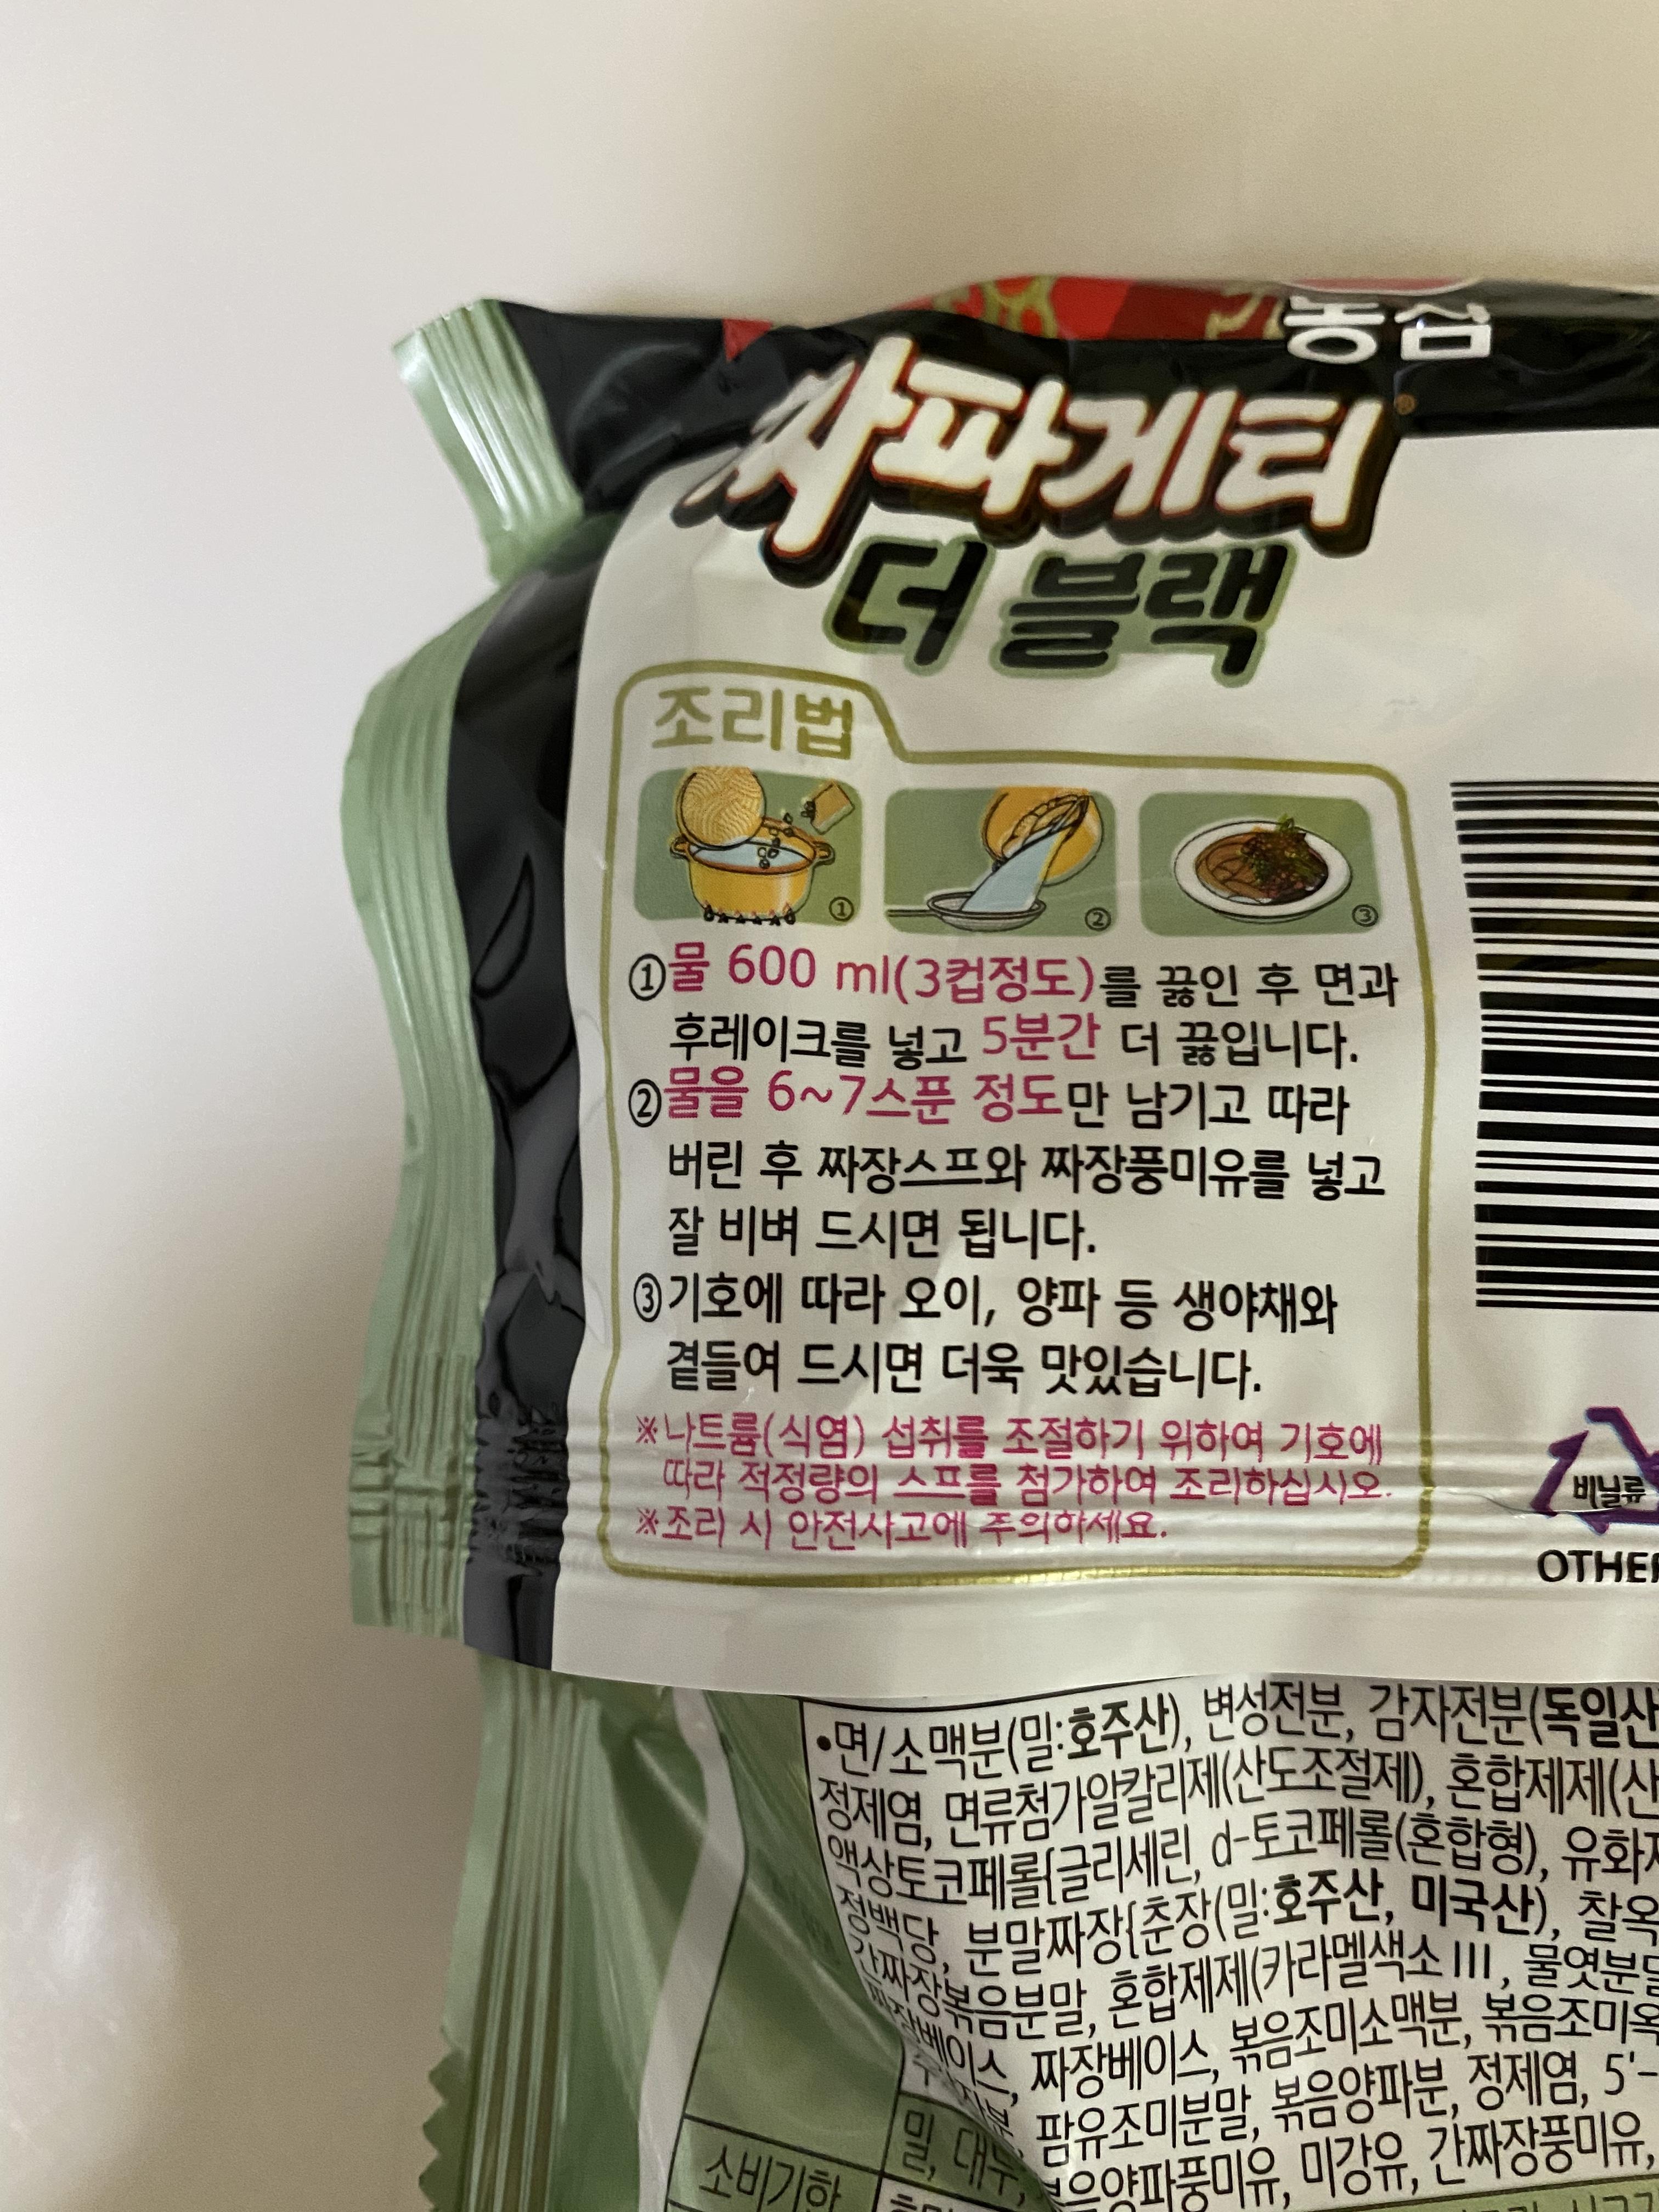 농심
짜파게티
더 블랙
조리법
①
②
③
①물 600 ml(3컵정도)를 끓인 후 면과
후레이크를 넣고 5분간 더 끓입니다.
②물을 6~7스푼 정도만 남기고 따라
버린 후 짜장스프와 짜장풍미유를 넣고
잘 비벼 드시면 됩니다.
③기호에 따라 오이, 양파 등 생야채와
곁들여 드시면 더욱 맛있습니다.
※나트륨(식염) 섭취를 조절하기 위하여 기호에
따라 적정량의 스프를 첨가하여 조리하십시오.
※조리 시 안전사고에 주의하세요.
비닐류
OTHER
•면/소맥분(밀:호주산), 변성전분, 감자전분(독일산
정제염, 면류첨가알칼리제(산도조절제), 혼합제제(산
액상토코페롤{글리세린, d-토코페롤(혼합형), 유화
정백당, 분말짜장{춘장(밀:호주산, 미국산), 찰옥
간짜장볶음분말, 혼합제제(카라멜색소III, 물엿분말
짜장베이스, 짜장베이스, 볶음조미소맥분, 볶음조미옥
팜유조미분말, 볶음양파분, 정제염, 5'-
볶음양파풍미유, 미강유, 간짜장풍미유,
밀, 대두,
소비기한